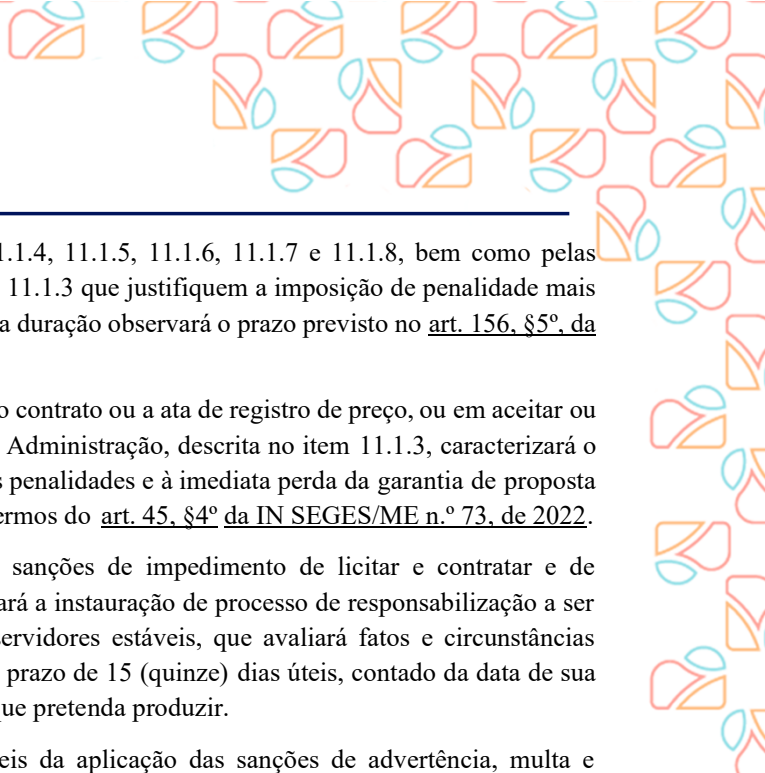 1.1.4, 11.1.5, 11.1.6, 11.1.7 e 11.1.8, bem como pelas
11.1.3 que justifiquem a imposição de penalidade mais
a duração observará o prazo previsto no art. 156, §5º, da
o contrato ou a ata de registro de preço, ou em aceitar ou
Administração, descrita no item 11.1.3, caracterizará o
s penalidades e à imediata perda da garantia de proposta
ermos do art. 45, §4º da IN SEGES/ME n.º 73, de 2022.
sanções de impedimento de licitar e contratar e de
ará a instauração de processo de responsabilização a ser
servidores estáveis, que avaliará fatos e circunstâncias
prazo de 15 (quinze) dias úteis, contado da data de sua
que pretenda produzir.
eis da aplicação das sanções de advertência, multa e